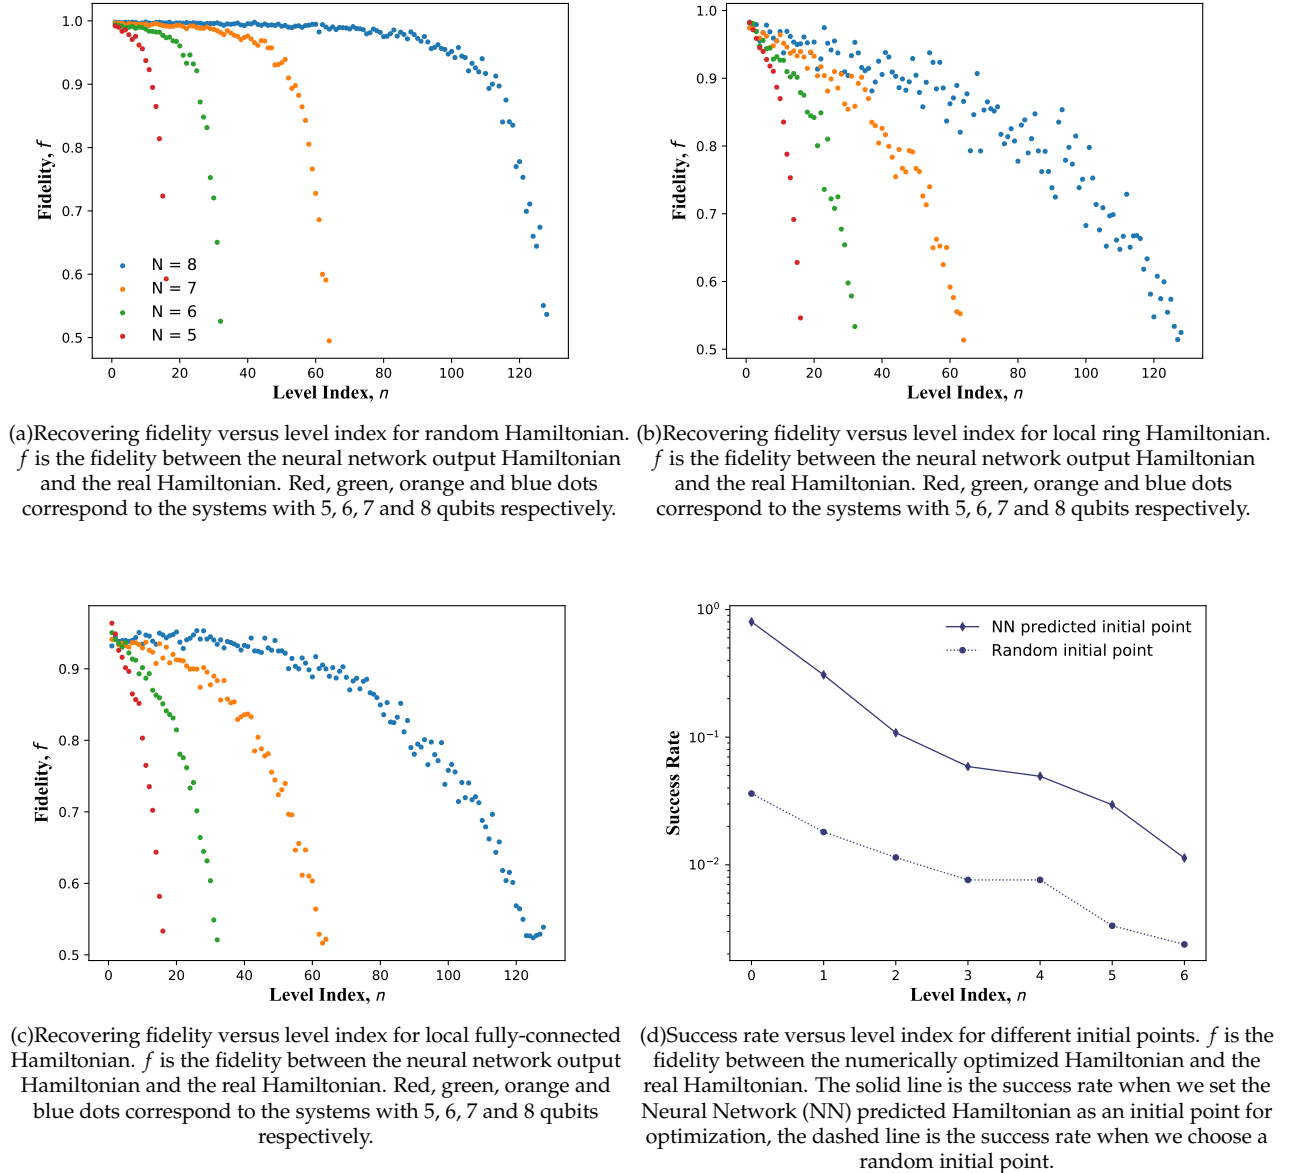 1.0
0.9
0.8
0.7
0.6
0.5
Fidelity, f
N = 8
N = 7
N = 6
N = 5
0 20 40 60 80 100 120
Level Index, n
1.0
0.9
0.8
0.7
0.6
0.5
Fidelity, f
0 20 40 60 80 100 120
Level Index, n
(a)Recovering fidelity versus level index for random Hamiltonian.
f is the fidelity between the neural network output Hamiltonian
and the real Hamiltonian. Red, green, orange and blue dots
correspond to the systems with 5, 6, 7 and 8 qubits respectively.
(b)Recovering fidelity versus level index for local ring Hamiltonian.
f is the fidelity between the neural network output Hamiltonian
and the real Hamiltonian. Red, green, orange and blue dots
correspond to the systems with 5, 6, 7 and 8 qubits respectively.
0.9
0.8
0.7
0.6
0.5
Fidelity, f
0 20 40 60 80 100 120
Level Index, n
10⁰
10⁻¹
10⁻²
Success Rate
NN predicted initial point
Random initial point
0 1 2 3 4 5 6
Level Index, n
(c)Recovering fidelity versus level index for local fully-connected
Hamiltonian. f is the fidelity between the neural network output
Hamiltonian and the real Hamiltonian. Red, green, orange and
blue dots correspond to the systems with 5, 6, 7 and 8 qubits
respectively.
(d)Success rate versus level index for different initial points. f is the
fidelity between the numerically optimized Hamiltonian and the
real Hamiltonian. The solid line is the success rate when we set the
Neural Network (NN) predicted Hamiltonian as an initial point for
optimization, the dashed line is the success rate when we choose a
random initial point.